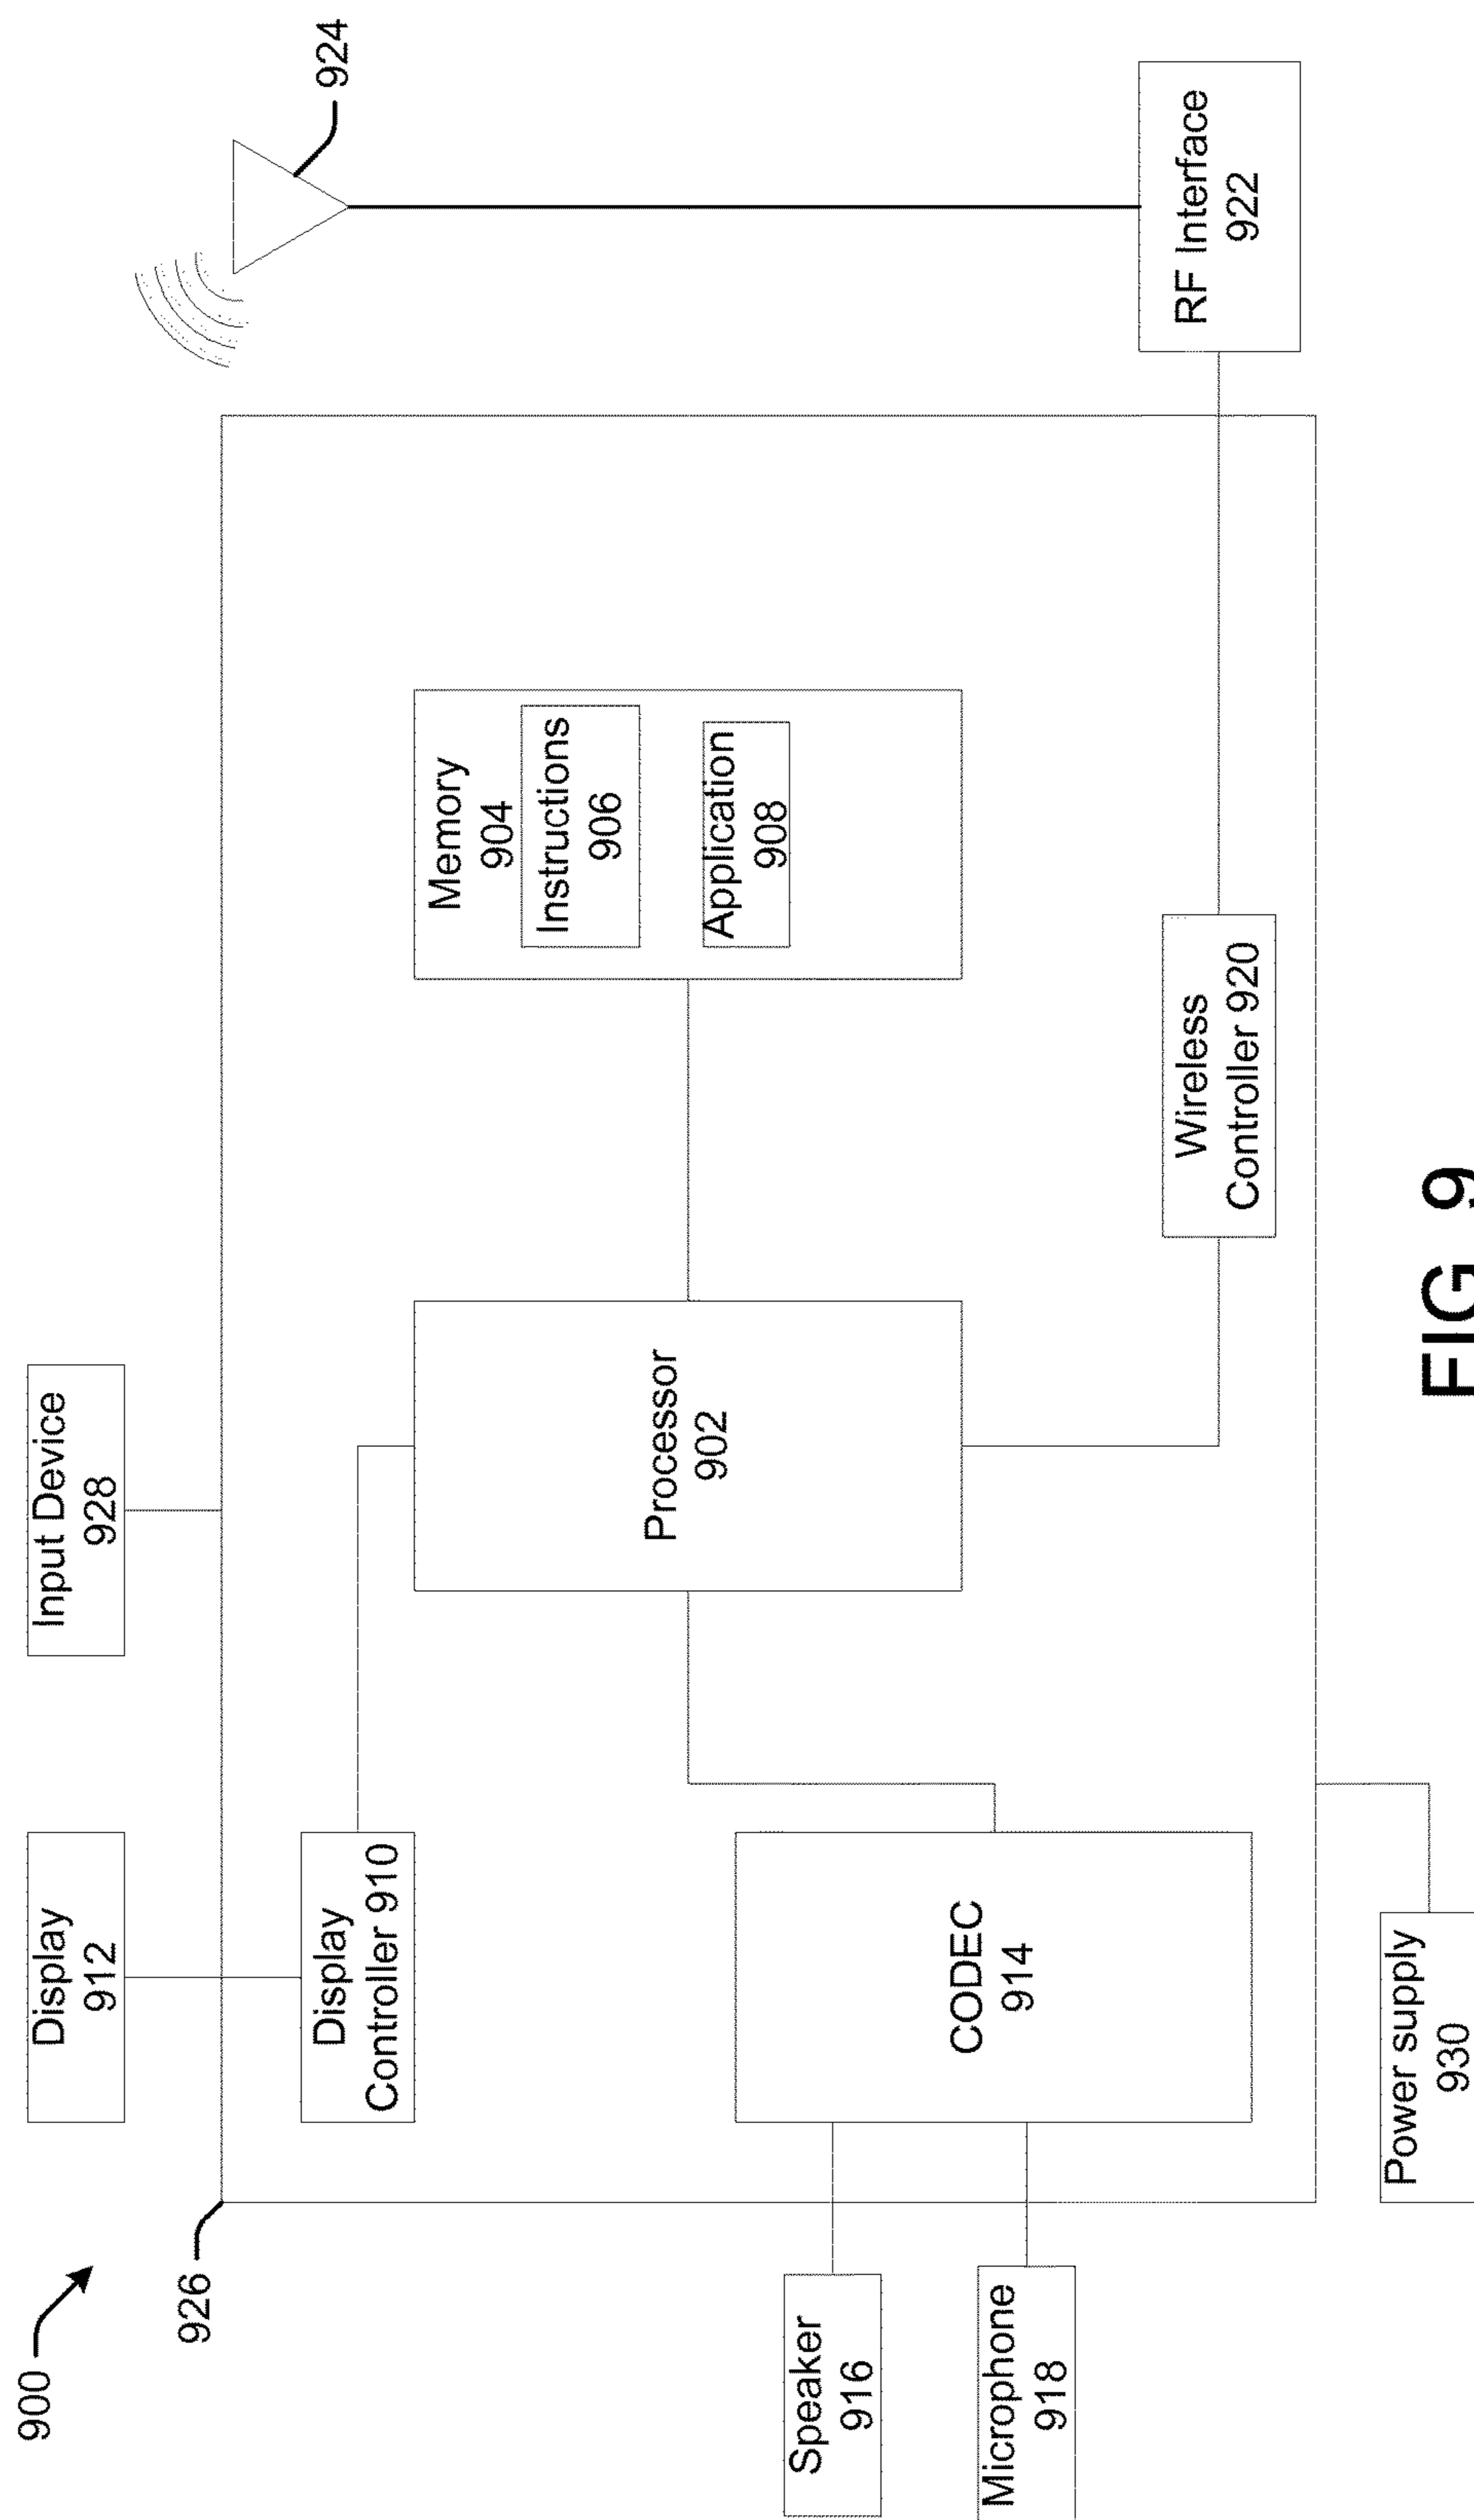 900
926
Display
912
Input Device
928
924
Display
Controller 910
Processor
902
Memory
904
Instructions
906
Application
908
Speaker
916
Microphone
918
CODEC
914
Wireless
Controller 920
RF Interface
922
Power supply
930
FIG 9